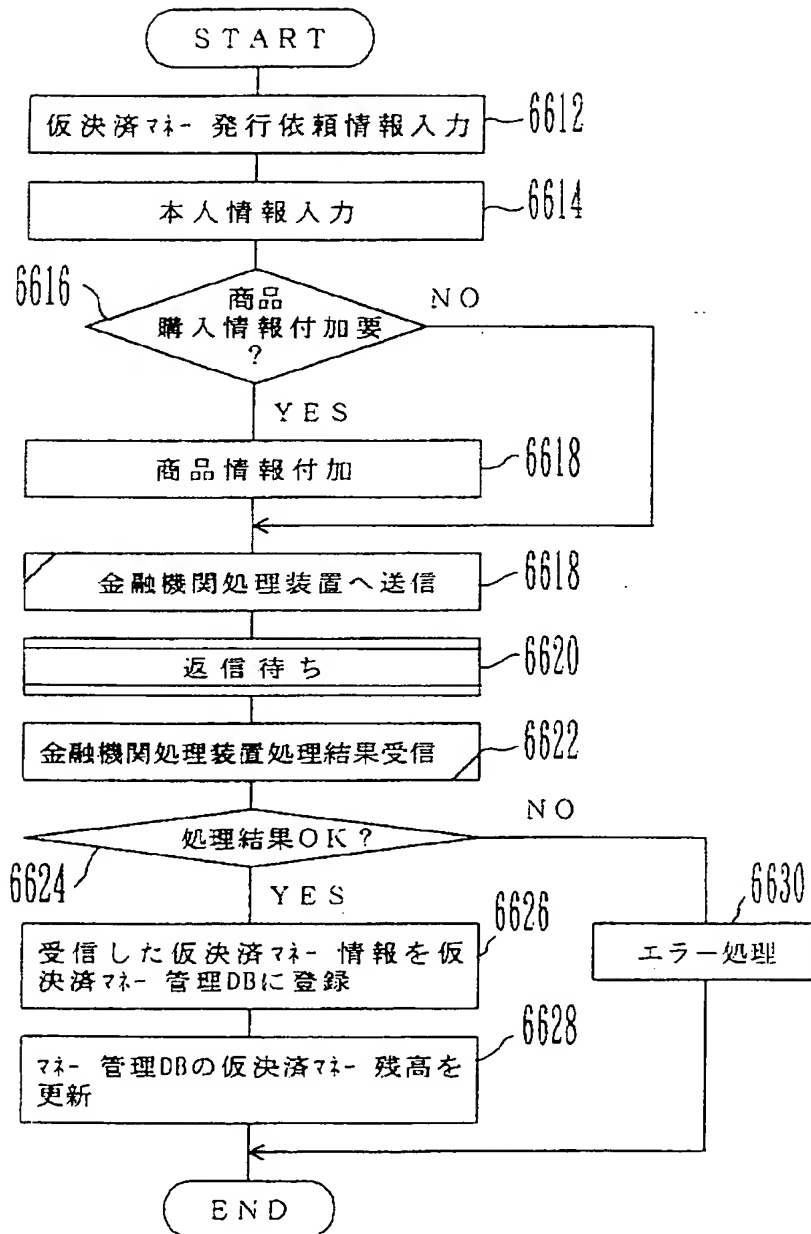 START
仮決済ﾏﾈｰ 発行依頼情報入力
6612
本人情報入力
6614
6616
商品
購入情報付加要
?
NO
YES
商品情報付加
6618
金融機関処理装置へ送信
6618
返信待ち
6620
金融機関処理装置処理結果受信
6622
処理結果OK?
NO
6624
YES
6626
6630
受信した仮決済ﾏﾈｰ 情報を仮
決済ﾏﾈｰ 管理DBに登録
エラー処理
6628
ﾏﾈｰ 管理DBの仮決済ﾏﾈｰ 残高を
更新
END